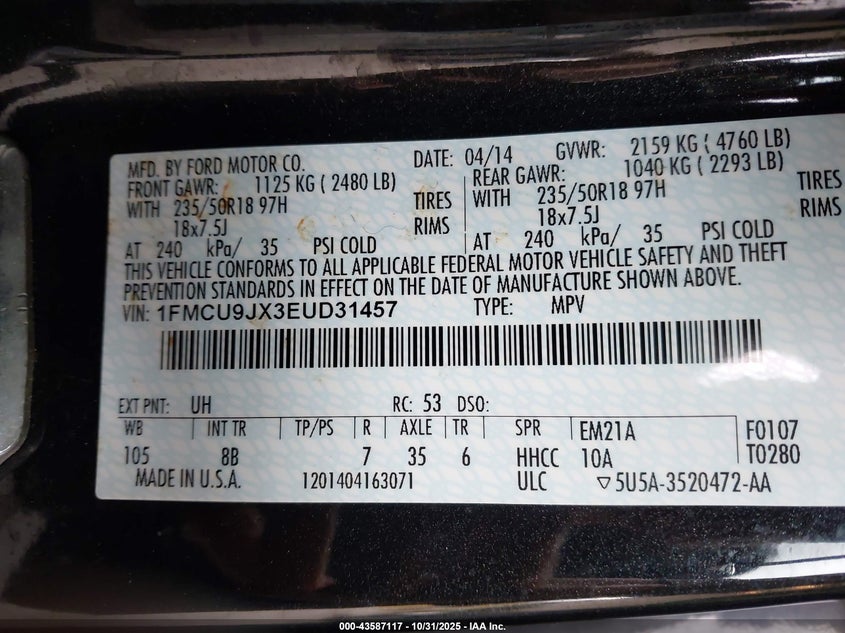 MFD. BY FORD MOTOR CO. DATE: 04/14 GVWR: 2159 KG ( 4760 LB)
FRONT GAWR: 1125 KG ( 2480 LB) REAR GAWR: 1040 KG ( 2293 LB)
WITH 235/50R18 97H TIRES WITH 235/50R18 97H TIRES
18x7.5J RIMS 18x7.5J RIMS
AT 240 kPa/ 35 PSI COLD AT 240 kPa/ 35 PSI COLD
THIS VEHICLE CONFORMS TO ALL APPLICABLE FEDERAL MOTOR VEHICLE SAFETY AND THEFT
PREVENTION STANDARDS IN EFFECT ON THE DATE OF MANUFACTURE SHOWN ABOVE.
VIN: 1FMCU9JX3EUD31457 TYPE: MPV
EXT PNT: UH RC: 53 DSO:
WB INT TR TP/PS R AXLE TR SPR EM21A F0107
105 8B 7 35 6 HHCC 10A T0280
MADE IN U.S.A. 1201404163071 ULC ▽5U5A-3520472-AA
000-43587117 - 10/31/2025 - IAA Inc.